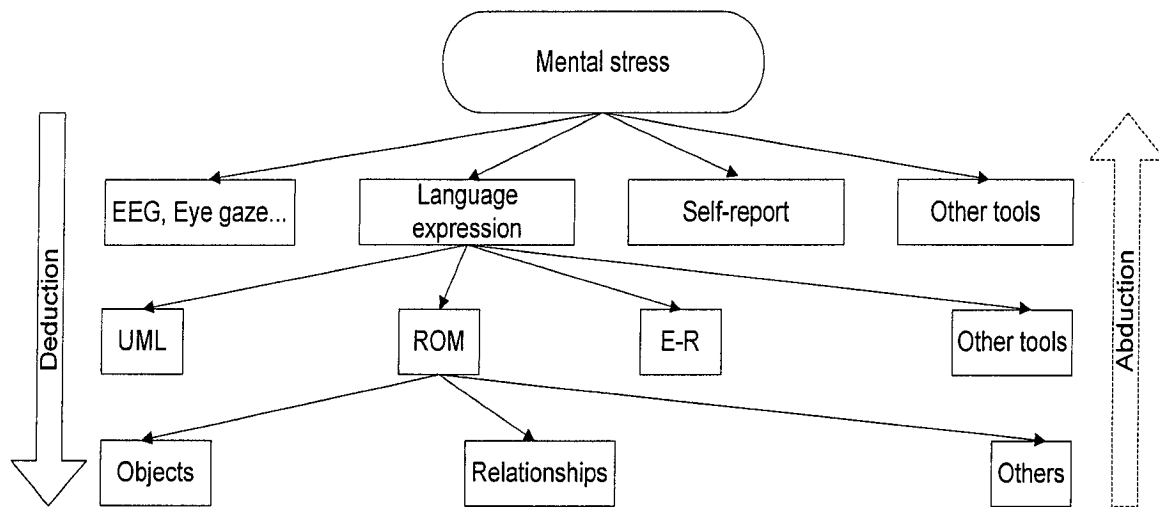 Mental stress
EEG, Eye gaze...
Language
expression
Self-report
Other tools
Deduction
Abduction
UML
ROM
E-R
Other tools
Objects
Relationships
Others